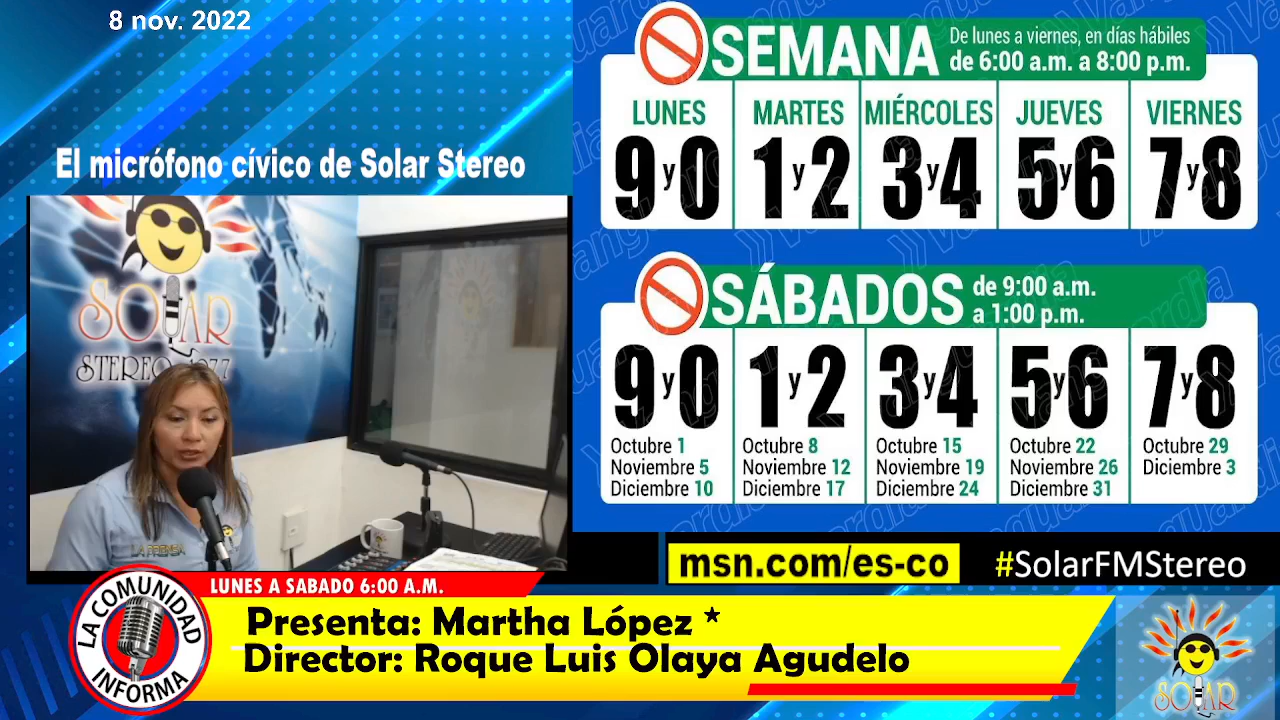 8 nov. 2022
El micrófono cívico de Solar Stereo
SOLAR
STEREO 97.7
LA PRENSA
SEMANA
De lunes a viernes, en días hábiles
de 6:00 a.m. a 8:00 p.m.
LUNES MARTES MIÉRCOLES JUEVES VIERNES
9 y 0 1 y 2 3 y 4 5 y 6 7 y 8
SÁBADOS
de 9:00 a.m.
a 1:00 p.m.
9 y 0 1 y 2 3 y 4 5 y 6 7 y 8
Octubre 1 Octubre 8 Octubre 15 Octubre 22 Octubre 29
Noviembre 5 Noviembre 12 Noviembre 19 Noviembre 26 Diciembre 3
Diciembre 10 Diciembre 17 Diciembre 24 Diciembre 31
Vanguardia
msn.com/es-co
#SolarFMStereo
LUNES A SABADO 6:00 A.M.
LA COMUNIDAD
INFORMA
Presenta: Martha López *
Director: Roque Luis Olaya Agudelo
SOLAR